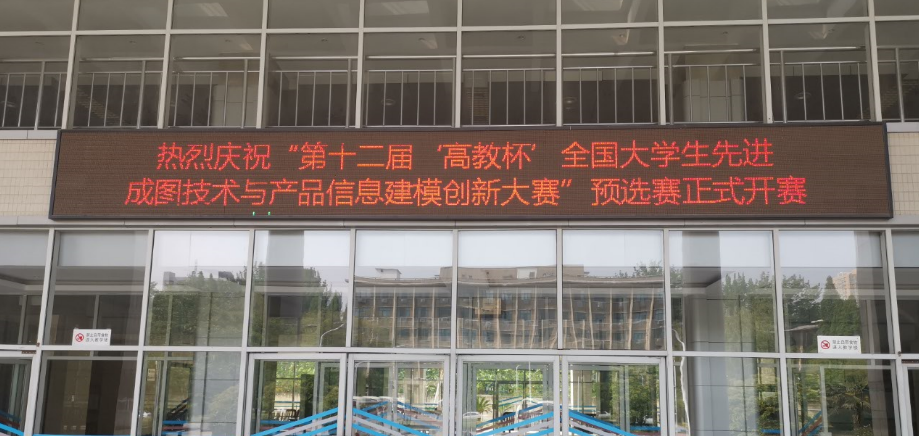 热烈庆祝“第十二届‘高教杯’全国大学生先进
成图技术与产品信息建模创新大赛”预选赛正式开赛